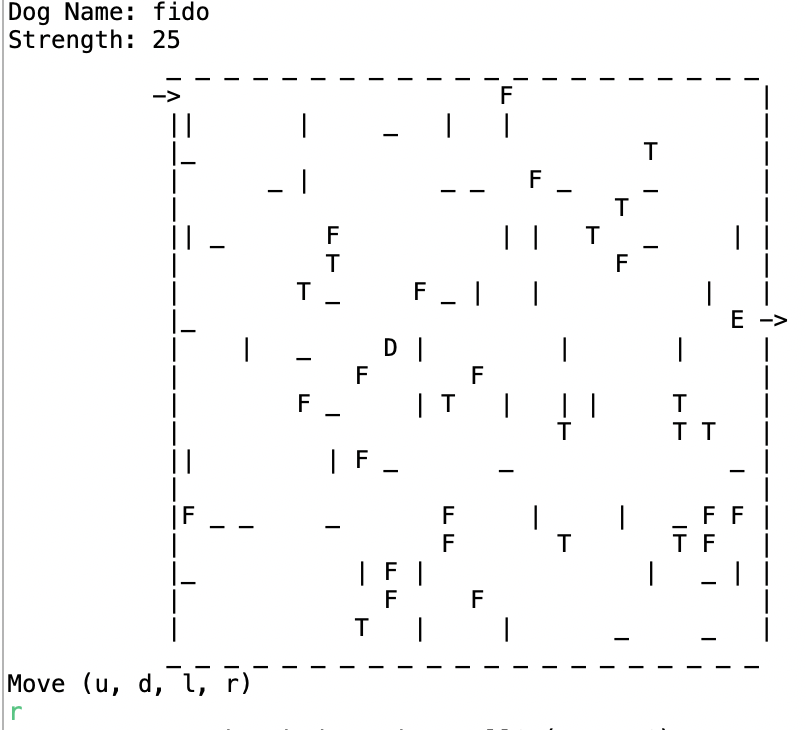 Dog Name: fido
Strength: 25
_ _ _ _ _ _ _ _ _ _ _ _ _ _ _ _ _ _ _ _ _
-> F |
|| | _ | | |
|_ T |
| _ | _ _ F _ _ |
| T |
|| _ F | | T _ | |
| T F |
| T _ F _ | | | |
|_ E ->
| | _ D | | | |
| F F |
| F _ | T | | | T |
| T T T |
|| | F _ _ _ |
| |
|F _ _ _ F | | _ F F |
| F T T F |
|_ | F | | _ | |
| F F |
| T | | _ _ |
_ _ _ _ _ _ _ _ _ _ _ _ _ _ _ _ _ _ _ _ _
Move (u, d, l, r)
r